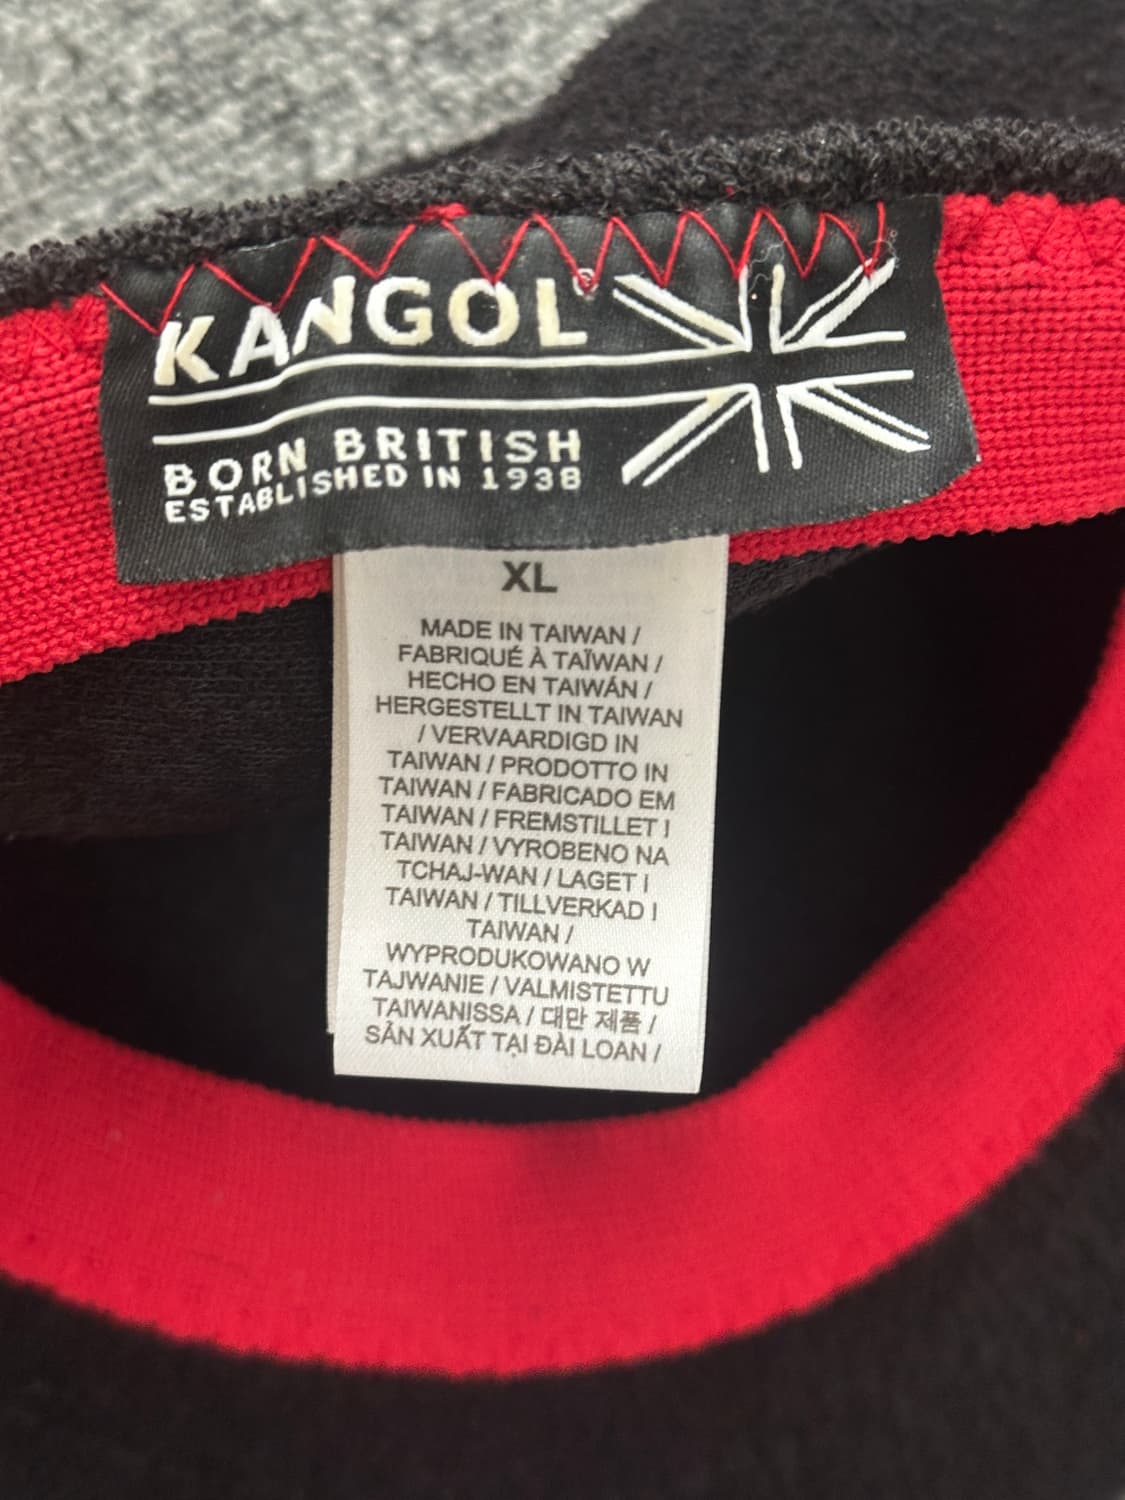 KANGOL®
BORN BRITISH
ESTABLISHED IN 1938
XL
MADE IN TAIWAN /
FABRIQUÉ À TAÏWAN /
HECHO EN TAIWÁN /
HERGESTELLT IN TAIWAN
/ VERVAARDIGD IN
TAIWAN / PRODOTTO IN
TAIWAN / FABRICADO EM
TAIWAN / FREMSTILLET I
TAIWAN / VYROBENO NA
TCHAJ-WAN / LAGET I
TAIWAN / TILLVERKAD I
TAIWAN /
WYPRODUKOWANO W
TAJWANIE / VALMISTETTU
TAIWANISSA / 대만 제품 /
SẢN XUẤT TẠI ĐÀI LOAN /